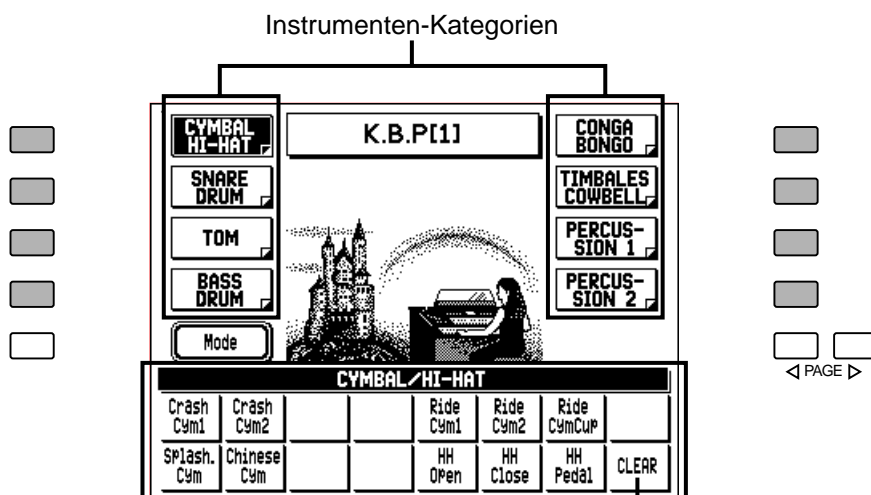 Instrumenten-Kategorien
CYMBAL
HI-HAT
K.B.P[1]
CONGA
BONGO
SNARE
DRUM
TIMBALES
COWBELL
TOM
PERCUS-
SION 1
BASS
DRUM
PERCUS-
SION 2
Mode
PAGE
CYMBAL/HI-HAT
Crash
Cym1
Crash
Cym2
Ride
Cym1
Ride
Cym2
Ride
CymCup
Splash.
Cym
Chinese
Cym
HH
Open
HH
Close
HH
Pedal
CLEAR